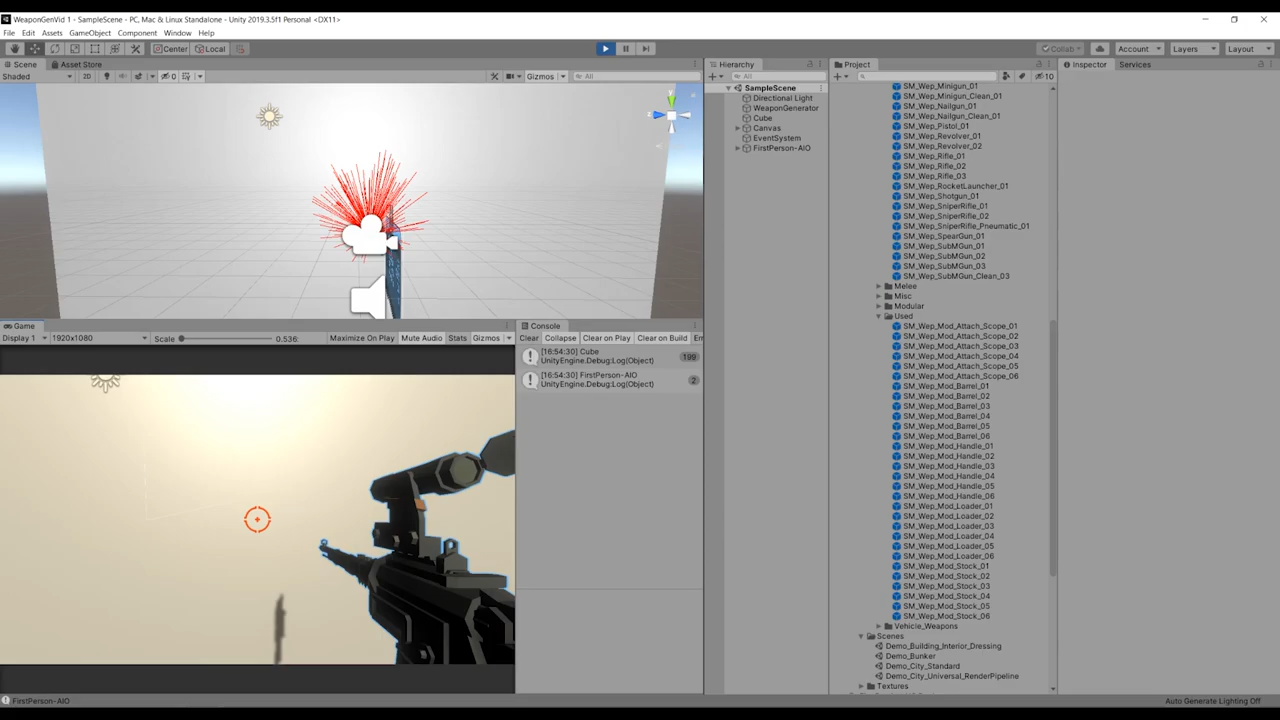 WeaponGenVid 1 - SampleScene - PC, Mac & Linux Standalone - Unity 2019.3.5f1 Personal <DX11>
File Edit Assets GameObject Component Window Help
Center Local Collab Account Layers Layout
Scene Asset Store
Shaded 2D 0 Gizmos All
y
Game
Display 1 1920x1080 Scale 0.536: Maximize On Play Mute Audio Stats Gizmos
Console
Clear Collapse Clear on Play Clear on Build
[16:54:30] Cube
UnityEngine.Debug:Log(Object)
199
[16:54:30] FirstPerson-AIO
UnityEngine.Debug:Log(Object)
2
Hierarchy
All
SampleScene
Directional Light
WeaponGenerator
Cube
Canvas
EventSystem
FirstPerson-AIO
Project
10
SM_Wep_Minigun_01
SM_Wep_Minigun_Clean_01
SM_Wep_Nailgun_01
SM_Wep_Nailgun_Clean_01
SM_Wep_Pistol_01
SM_Wep_Revolver_01
SM_Wep_Revolver_02
SM_Wep_Rifle_01
SM_Wep_Rifle_02
SM_Wep_Rifle_03
SM_Wep_RocketLauncher_01
SM_Wep_Shotgun_01
SM_Wep_SniperRifle_01
SM_Wep_SniperRifle_02
SM_Wep_SniperRifle_Pneumatic_01
SM_Wep_SpearGun_01
SM_Wep_SubMGun_01
SM_Wep_SubMGun_02
SM_Wep_SubMGun_03
SM_Wep_SubMGun_Clean_03
Melee
Misc
Modular
Used
SM_Wep_Mod_Attach_Scope_01
SM_Wep_Mod_Attach_Scope_02
SM_Wep_Mod_Attach_Scope_03
SM_Wep_Mod_Attach_Scope_04
SM_Wep_Mod_Attach_Scope_05
SM_Wep_Mod_Attach_Scope_06
SM_Wep_Mod_Barrel_01
SM_Wep_Mod_Barrel_02
SM_Wep_Mod_Barrel_03
SM_Wep_Mod_Barrel_04
SM_Wep_Mod_Barrel_05
SM_Wep_Mod_Barrel_06
SM_Wep_Mod_Handle_01
SM_Wep_Mod_Handle_02
SM_Wep_Mod_Handle_03
SM_Wep_Mod_Handle_04
SM_Wep_Mod_Handle_05
SM_Wep_Mod_Handle_06
SM_Wep_Mod_Loader_01
SM_Wep_Mod_Loader_02
SM_Wep_Mod_Loader_03
SM_Wep_Mod_Loader_04
SM_Wep_Mod_Loader_05
SM_Wep_Mod_Loader_06
SM_Wep_Mod_Stock_01
SM_Wep_Mod_Stock_02
SM_Wep_Mod_Stock_03
SM_Wep_Mod_Stock_04
SM_Wep_Mod_Stock_05
SM_Wep_Mod_Stock_06
Vehicle_Weapons
Scenes
Demo_Building_Interior_Dressing
Demo_Bunker
Demo_City_Standard
Demo_City_Universal_RenderPipeline
Textures
Inspector Services
FirstPerson-AIO
Auto Generate Lighting Off